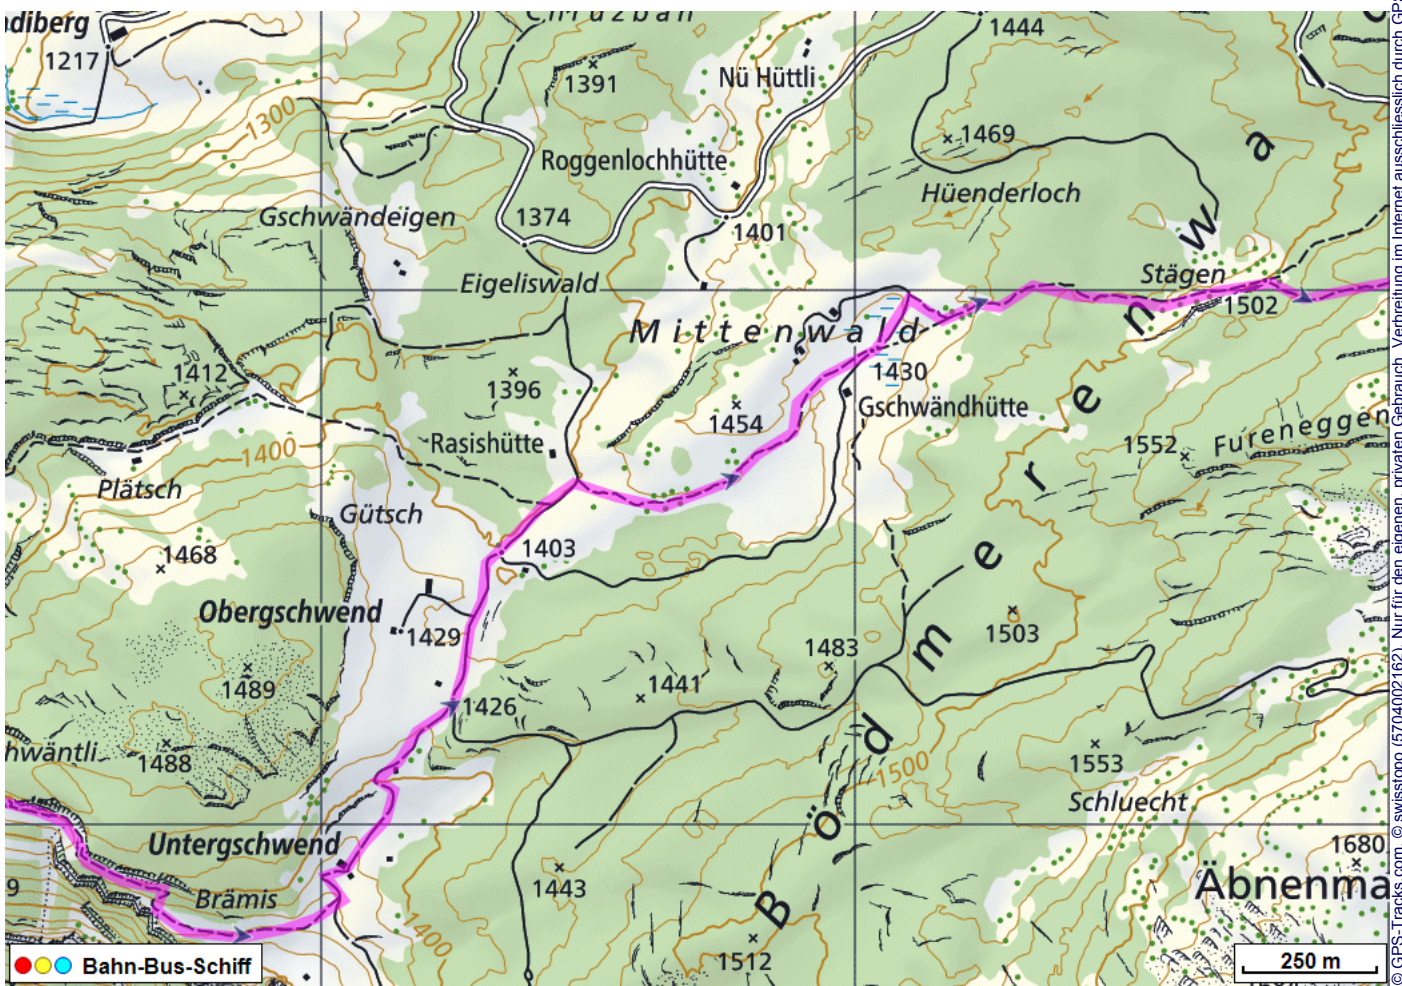 1444
1217
1391
Nü Hüttli
1300
1469
Roggenlochhütte
Hüenderloch
Gschwändeigen
1374
1401
Stägen
Eigeliswald
1502
Mittenwald
1412
1430
1396
Gschwändhütte
1454
Rasishütte
1552
Fureneggen
1400
Plätsch
Gütsch
1468
1403
Obergschwend
1429
1503
1483
1489
1441
1426
Bödmerenwa
hwäntli
1488
1553
1500
Schluecht
Untergschwend
1680
Äbnenma
9
Brämis
1443
1400
1512
Bahn-Bus-Schiff
250 m
© GPS-Tracks.com, © swisstopo (5704002162), Nur für den eigenen, privaten Gebrauch. Verbreitung im Internet ausschliesslich durch GPS